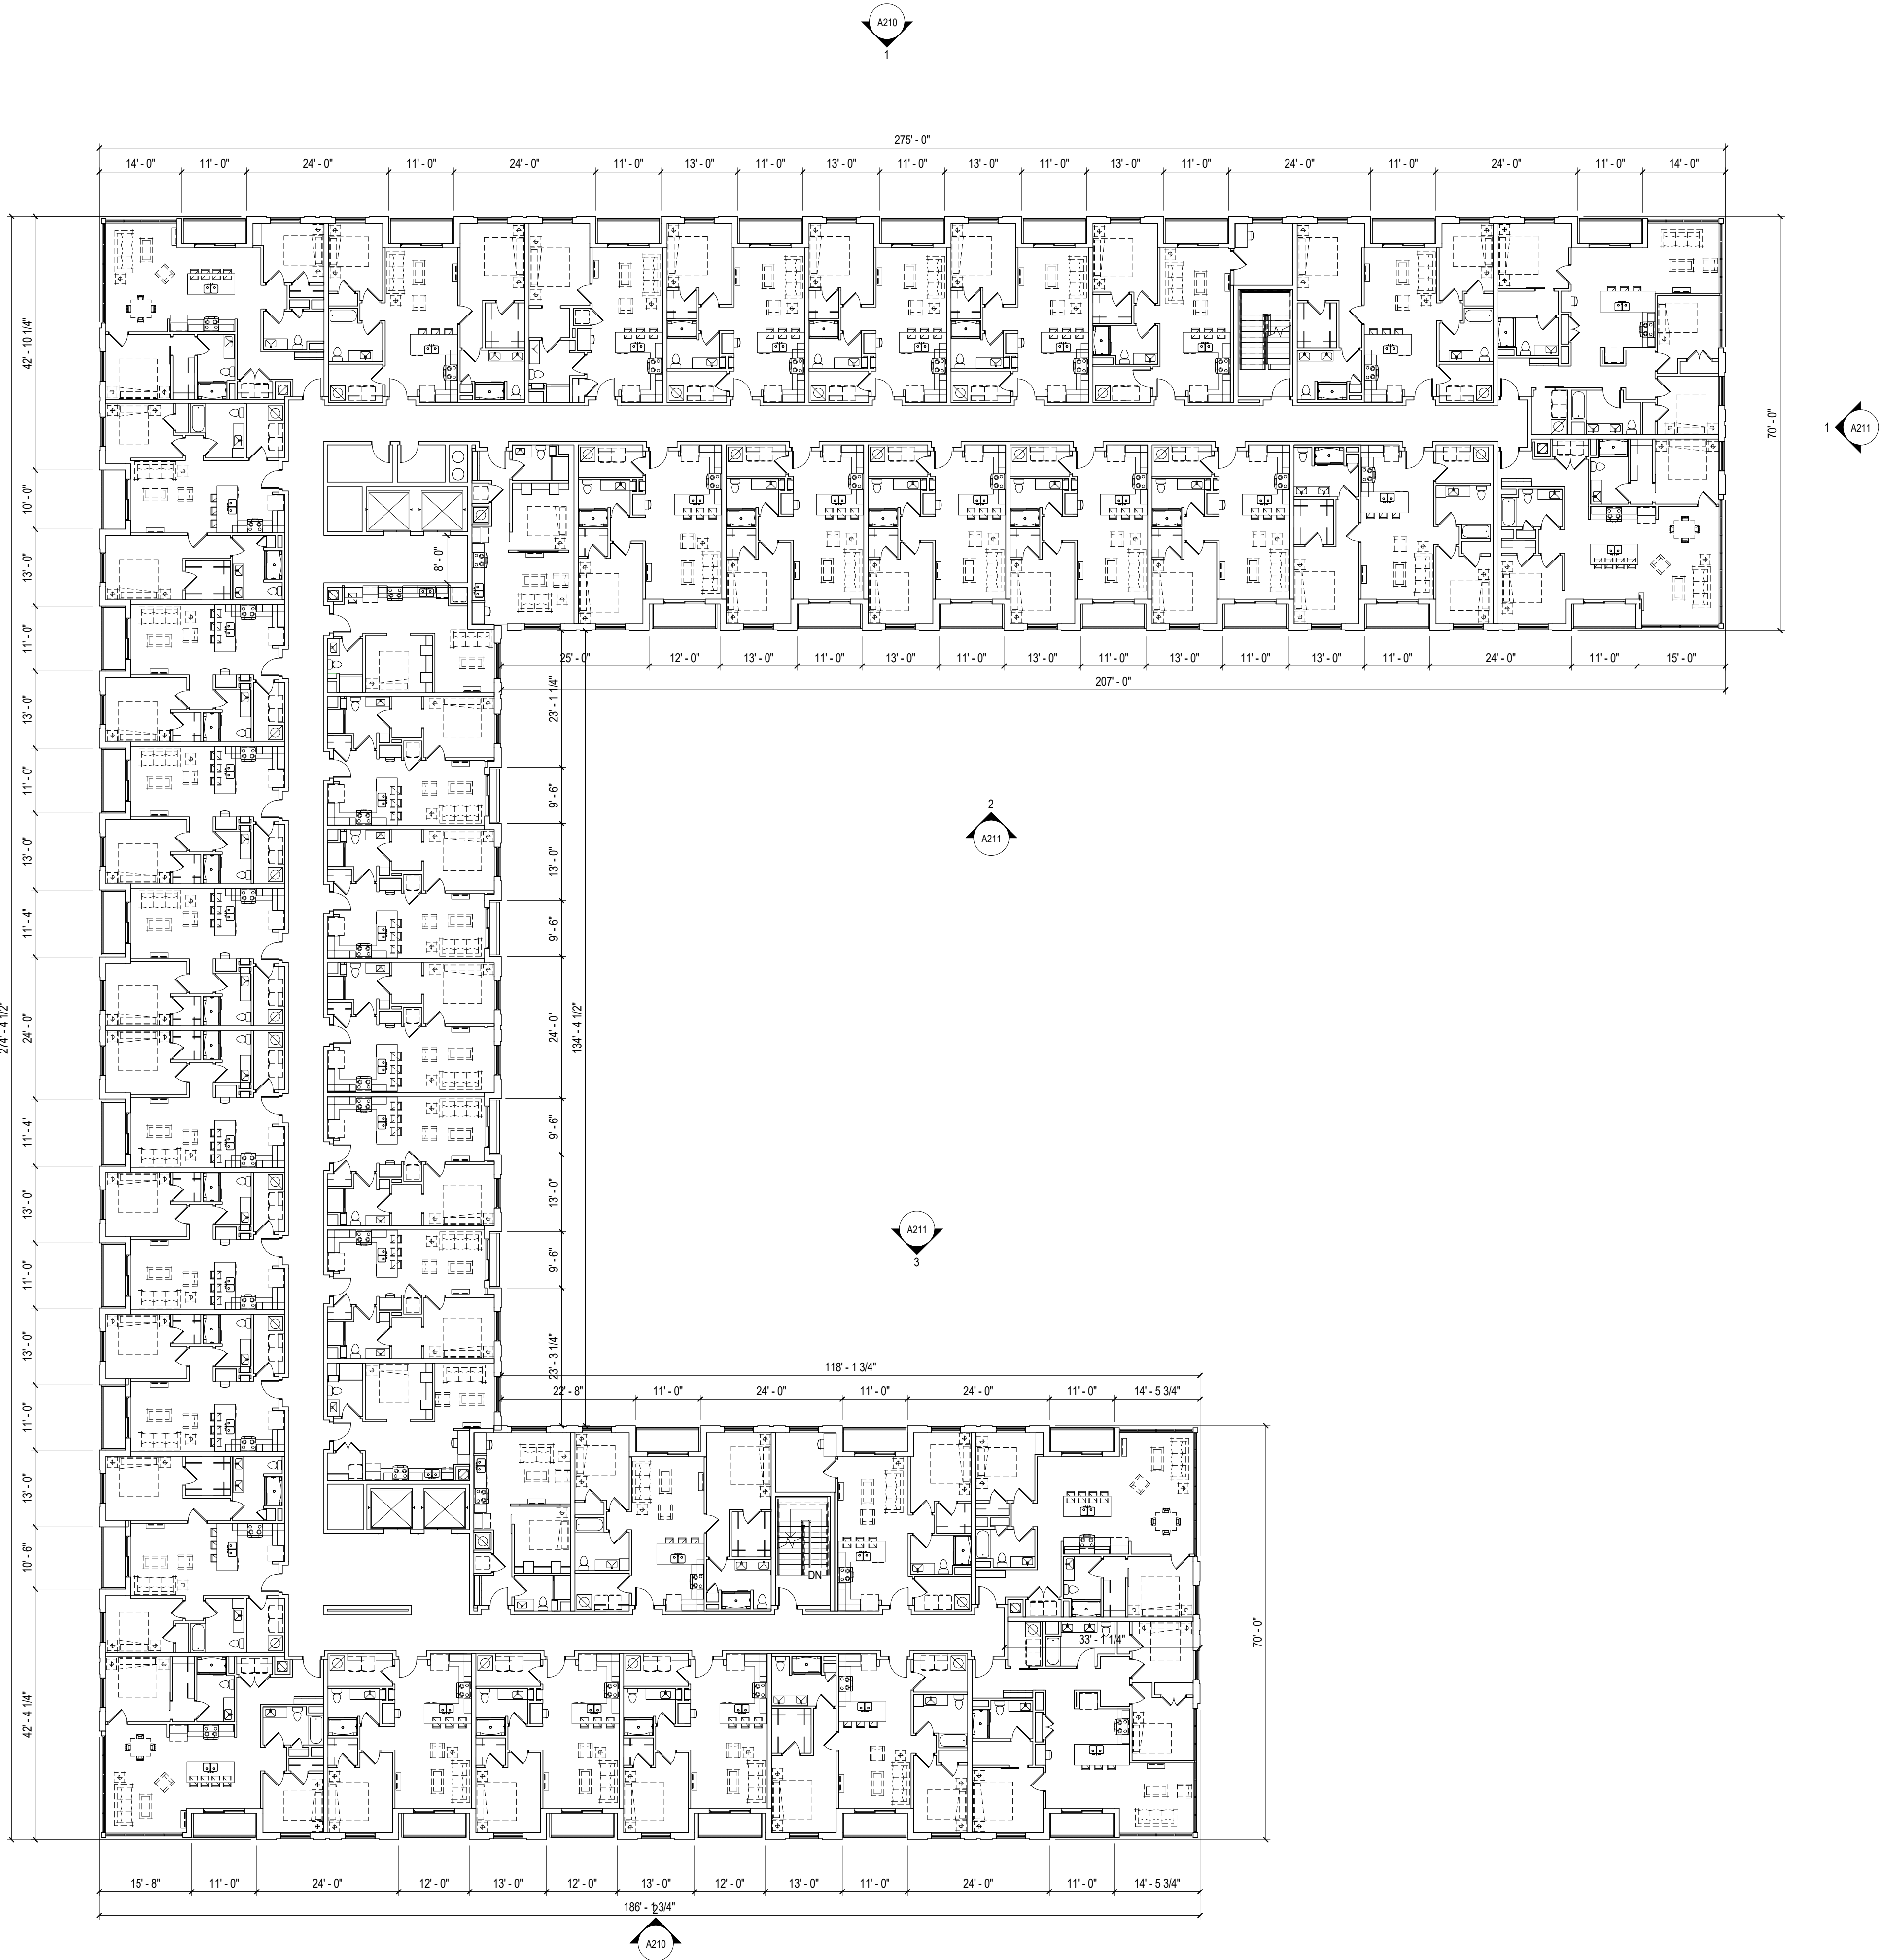 A210
1
275' - 0"
14' - 0" 11' - 0" 24' - 0" 11' - 0" 24' - 0" 11' - 0" 13' - 0" 11' - 0" 13' - 0" 11' - 0" 13' - 0" 11' - 0" 13' - 0" 11' - 0" 24' - 0" 11' - 0" 24' - 0" 11' - 0" 14' - 0"
42' - 10 1/4"
10' - 0"
13' - 0"
11' - 0"
13' - 0"
11' - 0"
13' - 0"
11' - 4"
24' - 0"
11' - 4"
13' - 0"
11' - 0"
13' - 0"
11' - 0"
13' - 0"
10' - 6"
42' - 4 1/4"
274' - 4 1/2"
70' - 0"
1 A211
8' - 0"
25' - 0" 12' - 0" 13' - 0" 11' - 0" 13' - 0" 11' - 0" 13' - 0" 11' - 0" 13' - 0" 11' - 0" 13' - 0" 11' - 0" 24' - 0" 11' - 0" 15' - 0"
207' - 0"
23' - 1 1/4"
9' - 6"
13' - 0"
9' - 6"
24' - 0"
9' - 6"
13' - 0"
9' - 6"
23' - 3 1/4"
134' - 4 1/2"
2
A211
A211
3
118' - 1 3/4"
22' - 8" 11' - 0" 24' - 0" 11' - 0" 24' - 0" 11' - 0" 14' - 5 3/4"
DN
33' - 1 1/4"
70' - 0"
15' - 8" 11' - 0" 24' - 0" 12' - 0" 13' - 0" 12' - 0" 13' - 0" 12' - 0" 13' - 0" 11' - 0" 24' - 0" 11' - 0" 14' - 5 3/4"
186' - 1 3/4"
2
A210